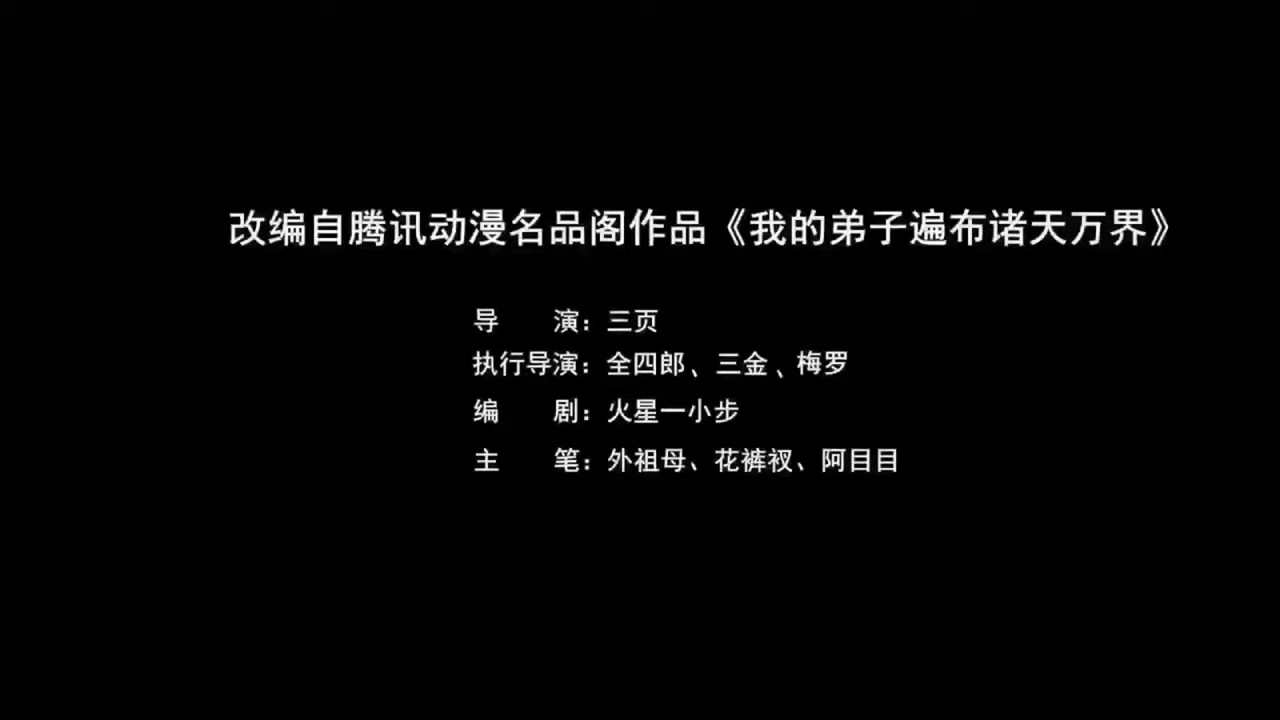 改编自腾讯动漫名品阁作品《我的弟子遍布诸天万界》
导　　演：三页
执行导演：全四郎、三金、梅罗
编　　剧：火星一小步
主　　笔：外祖母、花裤衩、阿目目